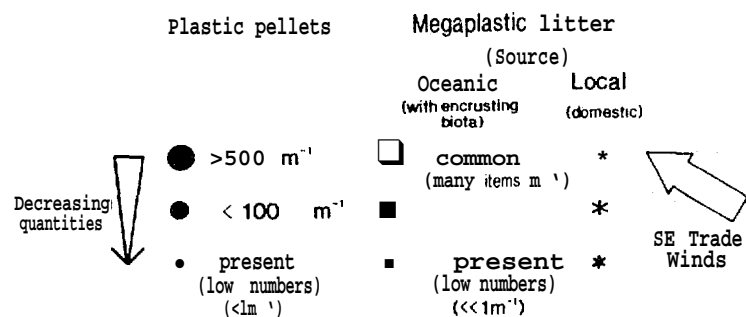 Plastic pellets
Megaplastic litter
(Source)
Oceanic
(with encrusting
biota)
Local
(domestic)
Decreasing
quantities
>500 m⁻¹
common
(many items m⁻¹)
*
< 100 m⁻¹
*
present
(low numbers)
(<1m⁻¹)
present
(low numbers)
(<<1m⁻¹)
*
SE Trade
Winds